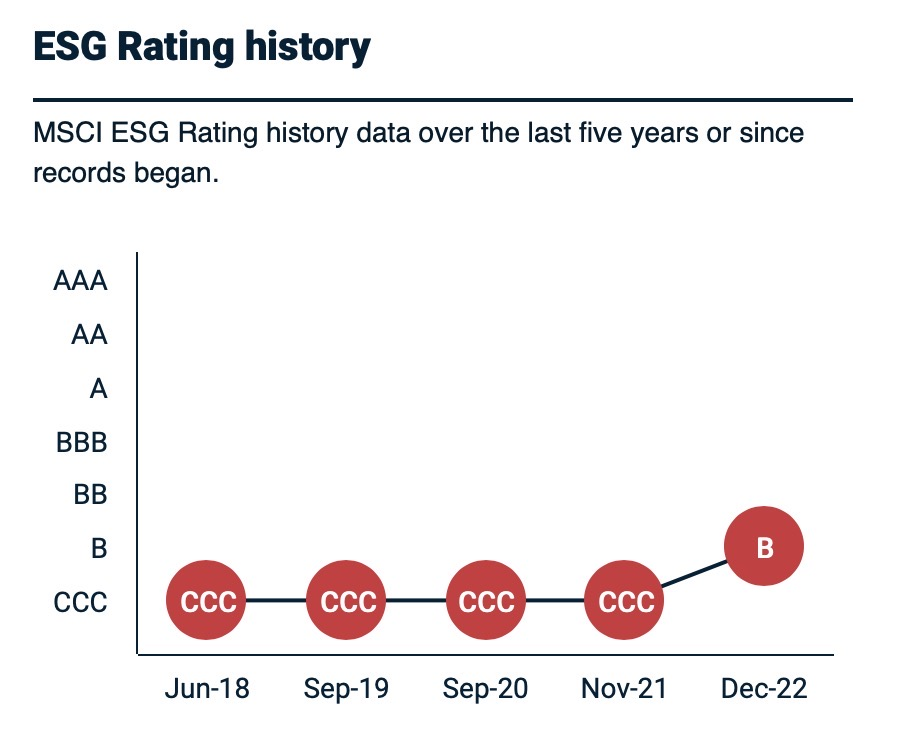 ESG Rating history
MSCI ESG Rating history data over the last five years or since
records began.
AAA
AA
A
BBB
BB
B
CCC
CCC
CCC
CCC
CCC
B
Jun-18
Sep-19
Sep-20
Nov-21
Dec-22